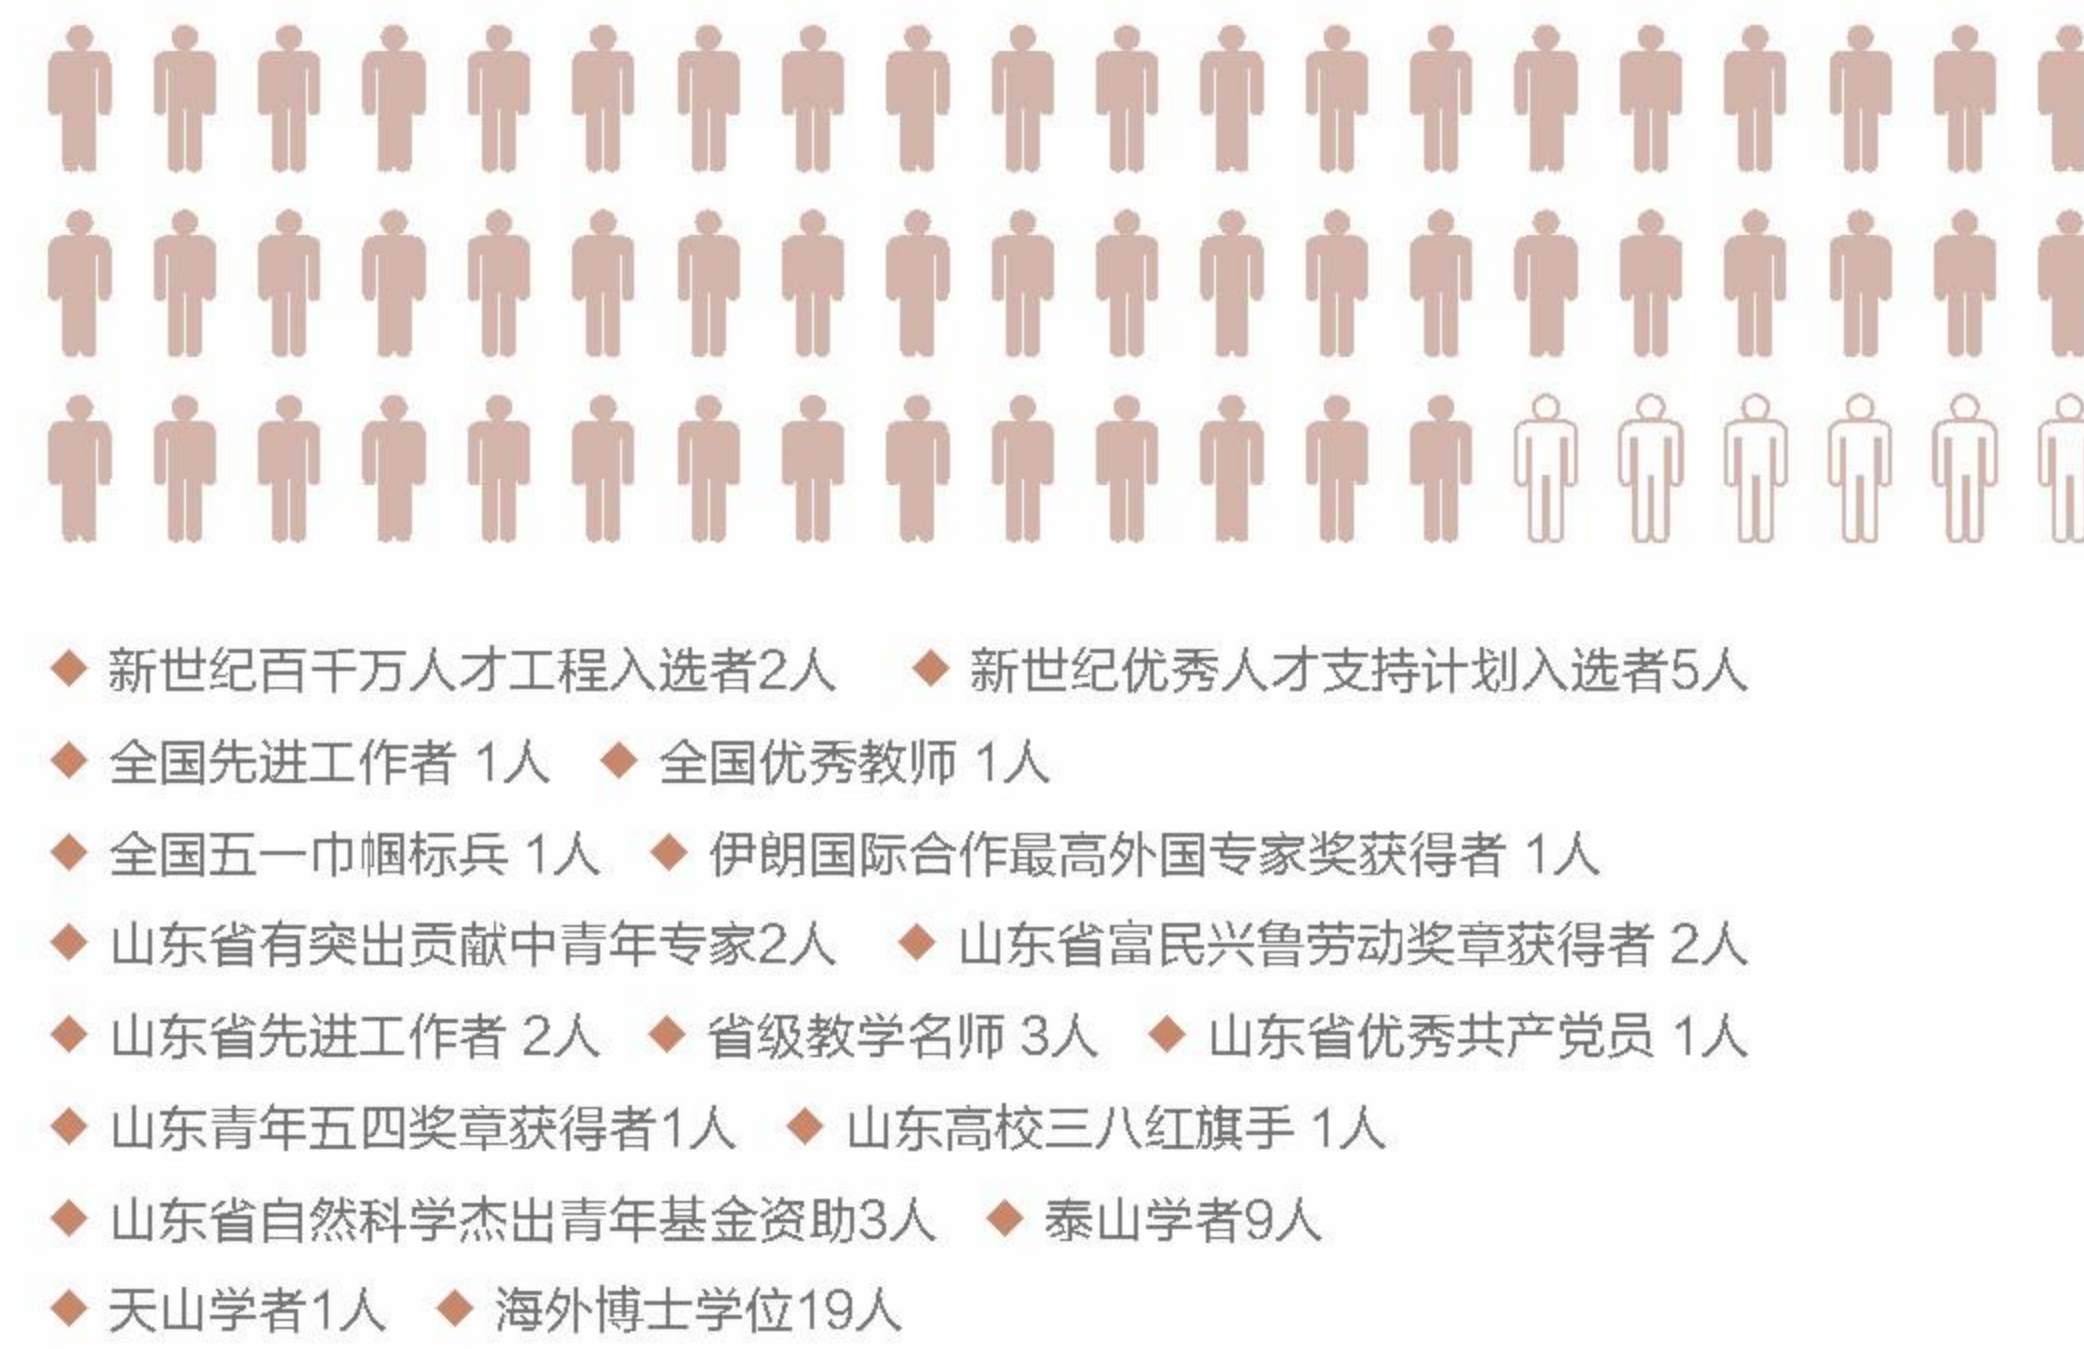 ◆ 新世纪百千万人才工程入选者2人 ◆ 新世纪优秀人才支持计划入选者5人
◆ 全国先进工作者 1人 ◆ 全国优秀教师 1人
◆ 全国五一巾帼标兵 1人 ◆ 伊朗国际合作最高外国专家奖获得者 1人
◆ 山东省有突出贡献中青年专家2人 ◆ 山东省富民兴鲁劳动奖章获得者 2人
◆ 山东省先进工作者 2人 ◆ 省级教学名师 3人 ◆ 山东省优秀共产党员 1人
◆ 山东青年五四奖章获得者1人 ◆ 山东高校三八红旗手 1人
◆ 山东省自然科学杰出青年基金资助3人 ◆ 泰山学者9人
◆ 天山学者1人 ◆ 海外博士学位19人